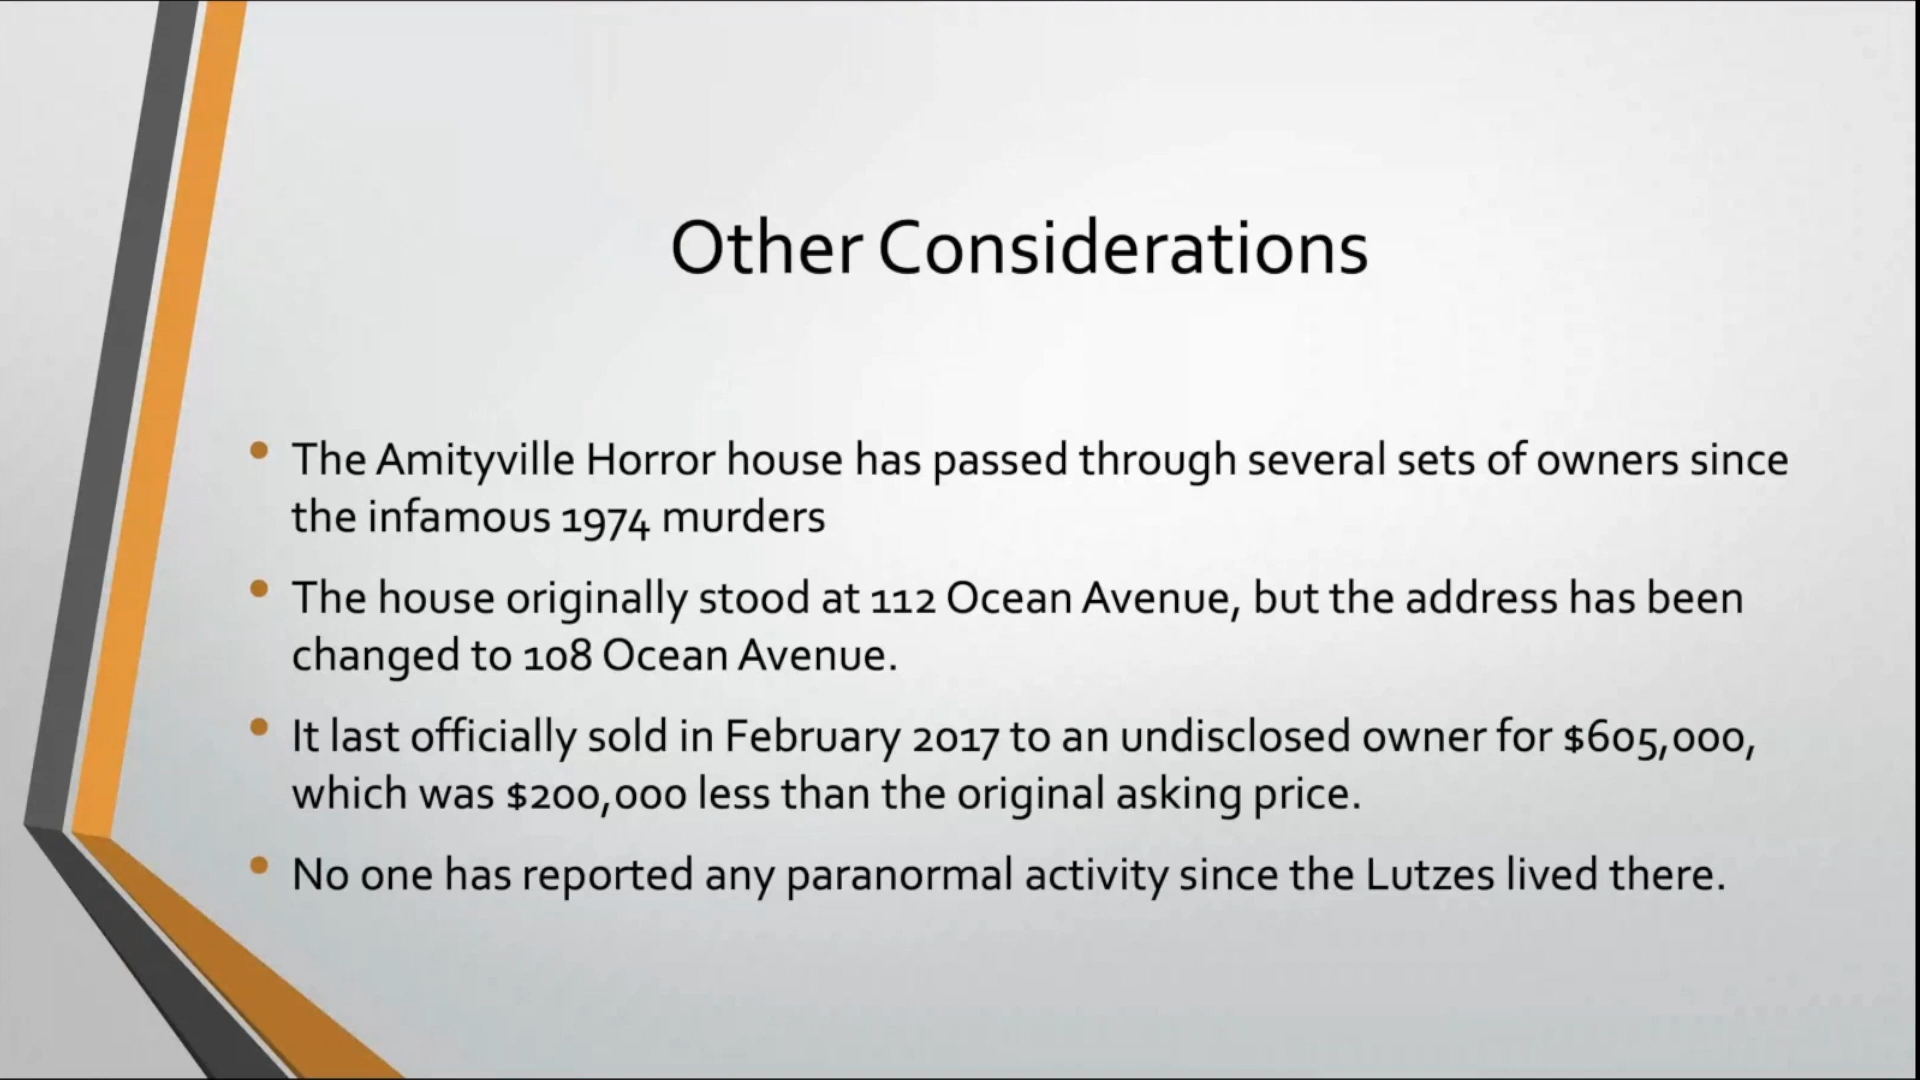 Other Considerations
• The Amityville Horror house has passed through several sets of owners since
the infamous 1974 murders
• The house originally stood at 112 Ocean Avenue, but the address has been
changed to 108 Ocean Avenue.
• It last officially sold in February 2017 to an undisclosed owner for $605,000,
which was $200,000 less than the original asking price.
• No one has reported any paranormal activity since the Lutzes lived there.